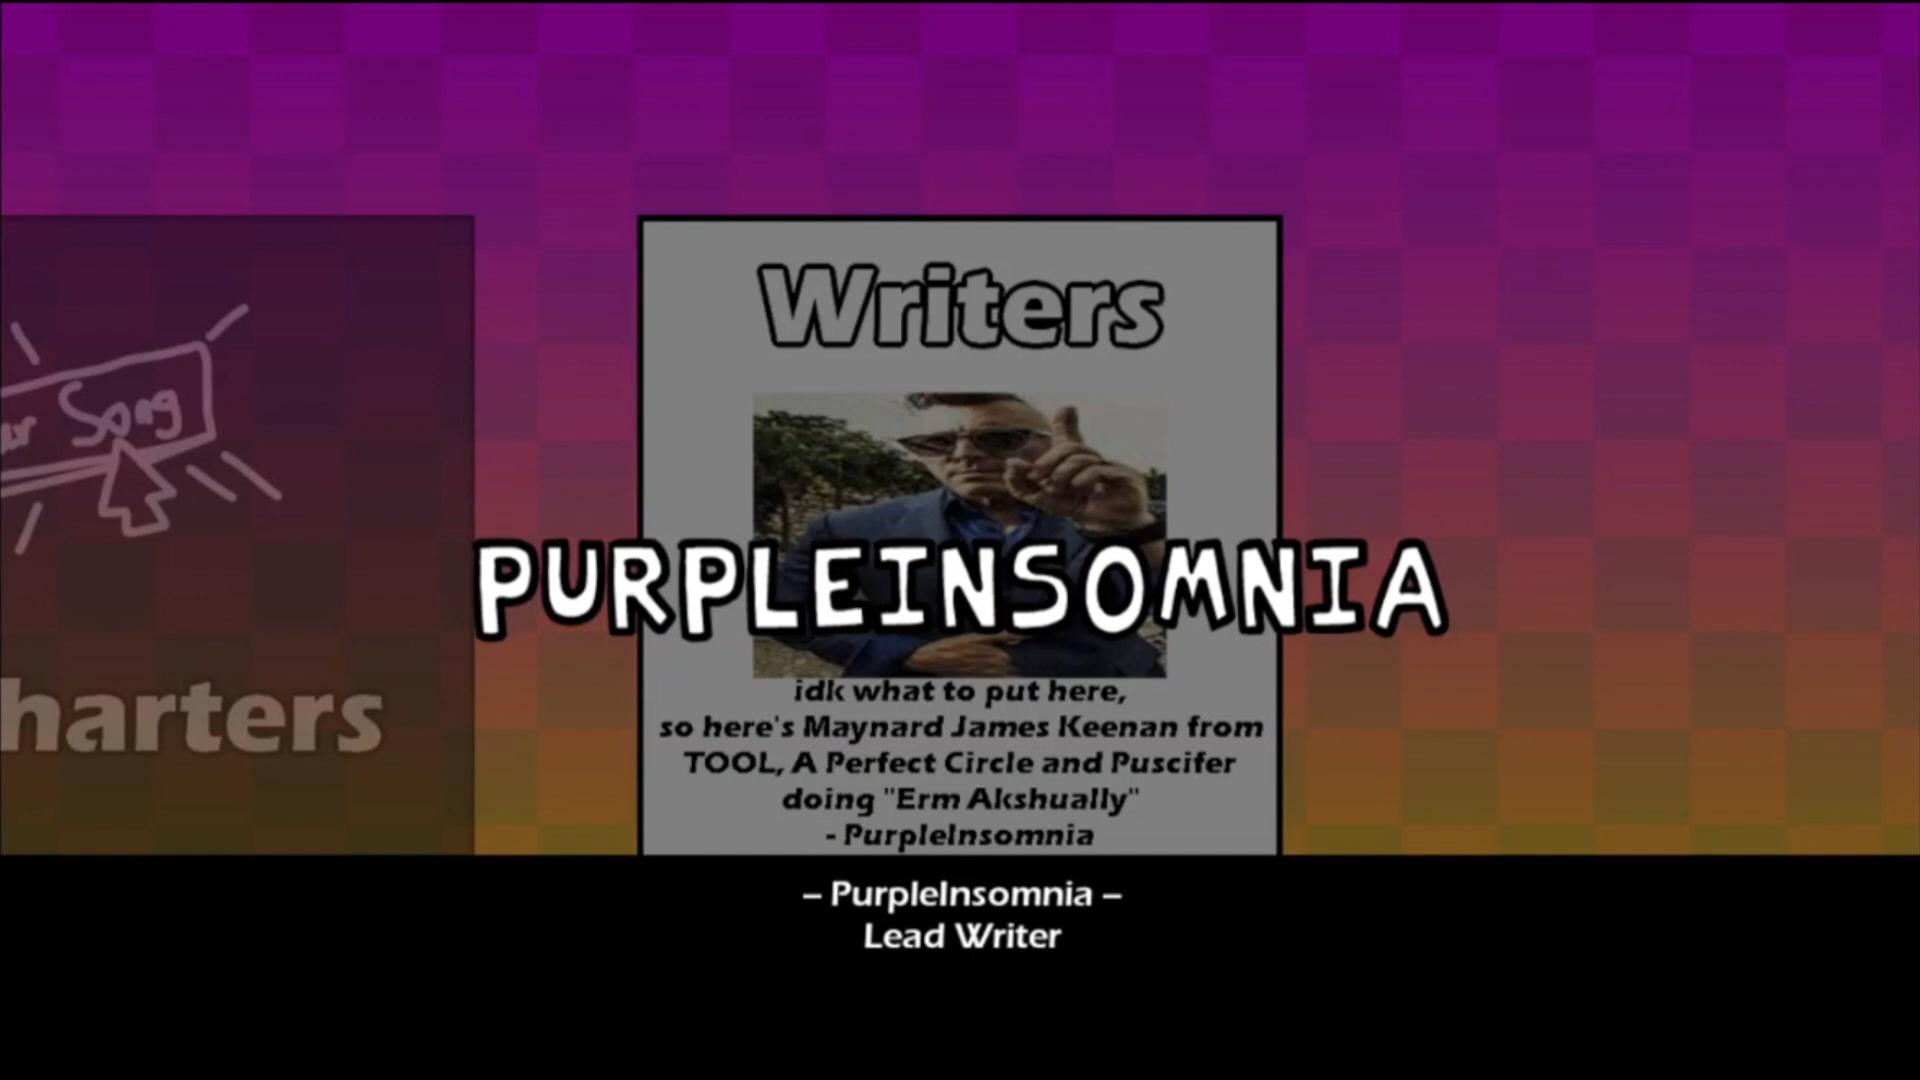 Writers
Song
harters
PURPLEINSOMNIA
idk what to put here,
so here's Maynard James Keenan from
TOOL, A Perfect Circle and Puscifer
doing "Erm Akshually"
- PurpleInsomnia
– PurpleInsomnia –
Lead Writer